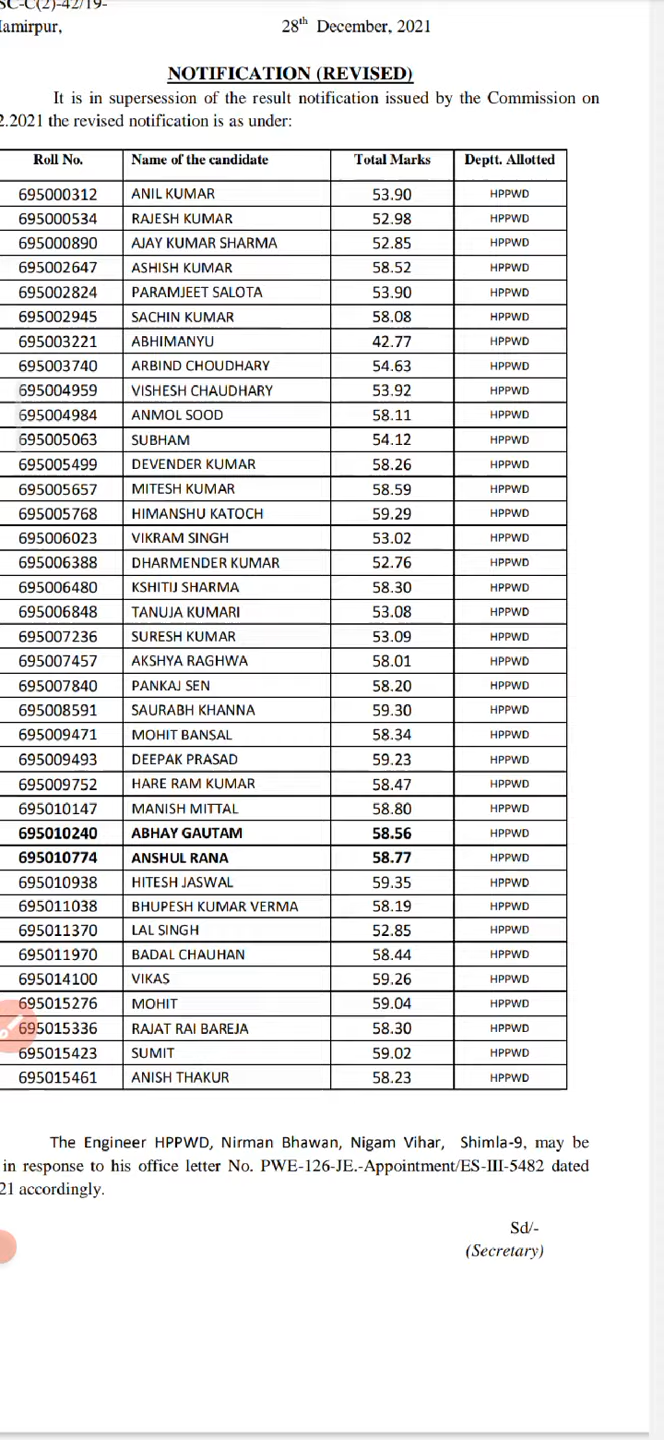 SC-C(2)-42/19-
amirpur, 28th December, 2021
NOTIFICATION (REVISED)
It is in supersession of the result notification issued by the Commission on
2.2021 the revised notification is as under:
Roll No. Name of the candidate Total Marks Deptt. Allotted
695000312 ANIL KUMAR 53.90 HPPWD
695000534 RAJESH KUMAR 52.98 HPPWD
695000890 AJAY KUMAR SHARMA 52.85 HPPWD
695002647 ASHISH KUMAR 58.52 HPPWD
695002824 PARAMJEET SALOTA 53.90 HPPWD
695002945 SACHIN KUMAR 58.08 HPPWD
695003221 ABHIMANYU 42.77 HPPWD
695003740 ARBIND CHOUDHARY 54.63 HPPWD
695004959 VISHESH CHAUDHARY 53.92 HPPWD
695004984 ANMOL SOOD 58.11 HPPWD
695005063 SUBHAM 54.12 HPPWD
695005499 DEVENDER KUMAR 58.26 HPPWD
695005657 MITESH KUMAR 58.59 HPPWD
695005768 HIMANSHU KATOCH 59.29 HPPWD
695006023 VIKRAM SINGH 53.02 HPPWD
695006388 DHARMENDER KUMAR 52.76 HPPWD
695006480 KSHITIJ SHARMA 58.30 HPPWD
695006848 TANUJA KUMARI 53.08 HPPWD
695007236 SURESH KUMAR 53.09 HPPWD
695007457 AKSHYA RAGHWA 58.01 HPPWD
695007840 PANKAJ SEN 58.20 HPPWD
695008591 SAURABH KHANNA 59.30 HPPWD
695009471 MOHIT BANSAL 58.34 HPPWD
695009493 DEEPAK PRASAD 59.23 HPPWD
695009752 HARE RAM KUMAR 58.47 HPPWD
695010147 MANISH MITTAL 58.80 HPPWD
695010240 ABHAY GAUTAM 58.56 HPPWD
695010774 ANSHUL RANA 58.77 HPPWD
695010938 HITESH JASWAL 59.35 HPPWD
695011038 BHUPESH KUMAR VERMA 58.19 HPPWD
695011370 LAL SINGH 52.85 HPPWD
695011970 BADAL CHAUHAN 58.44 HPPWD
695014100 VIKAS 59.26 HPPWD
695015276 MOHIT 59.04 HPPWD
695015336 RAJAT RAI BAREJA 58.30 HPPWD
695015423 SUMIT 59.02 HPPWD
695015461 ANISH THAKUR 58.23 HPPWD
The Engineer HPPWD, Nirman Bhawan, Nigam Vihar, Shimla-9, may be
in response to his office letter No. PWE-126-JE.-Appointment/ES-III-5482 dated
21 accordingly.
Sd/-
(Secretary)